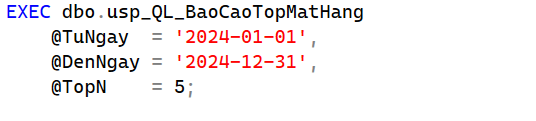 EXEC dbo.usp_QL_BaoCaoTopMatHang
    @TuNgay  = '2024-01-01',
    @DenNgay = '2024-12-31',
    @TopN    = 5;